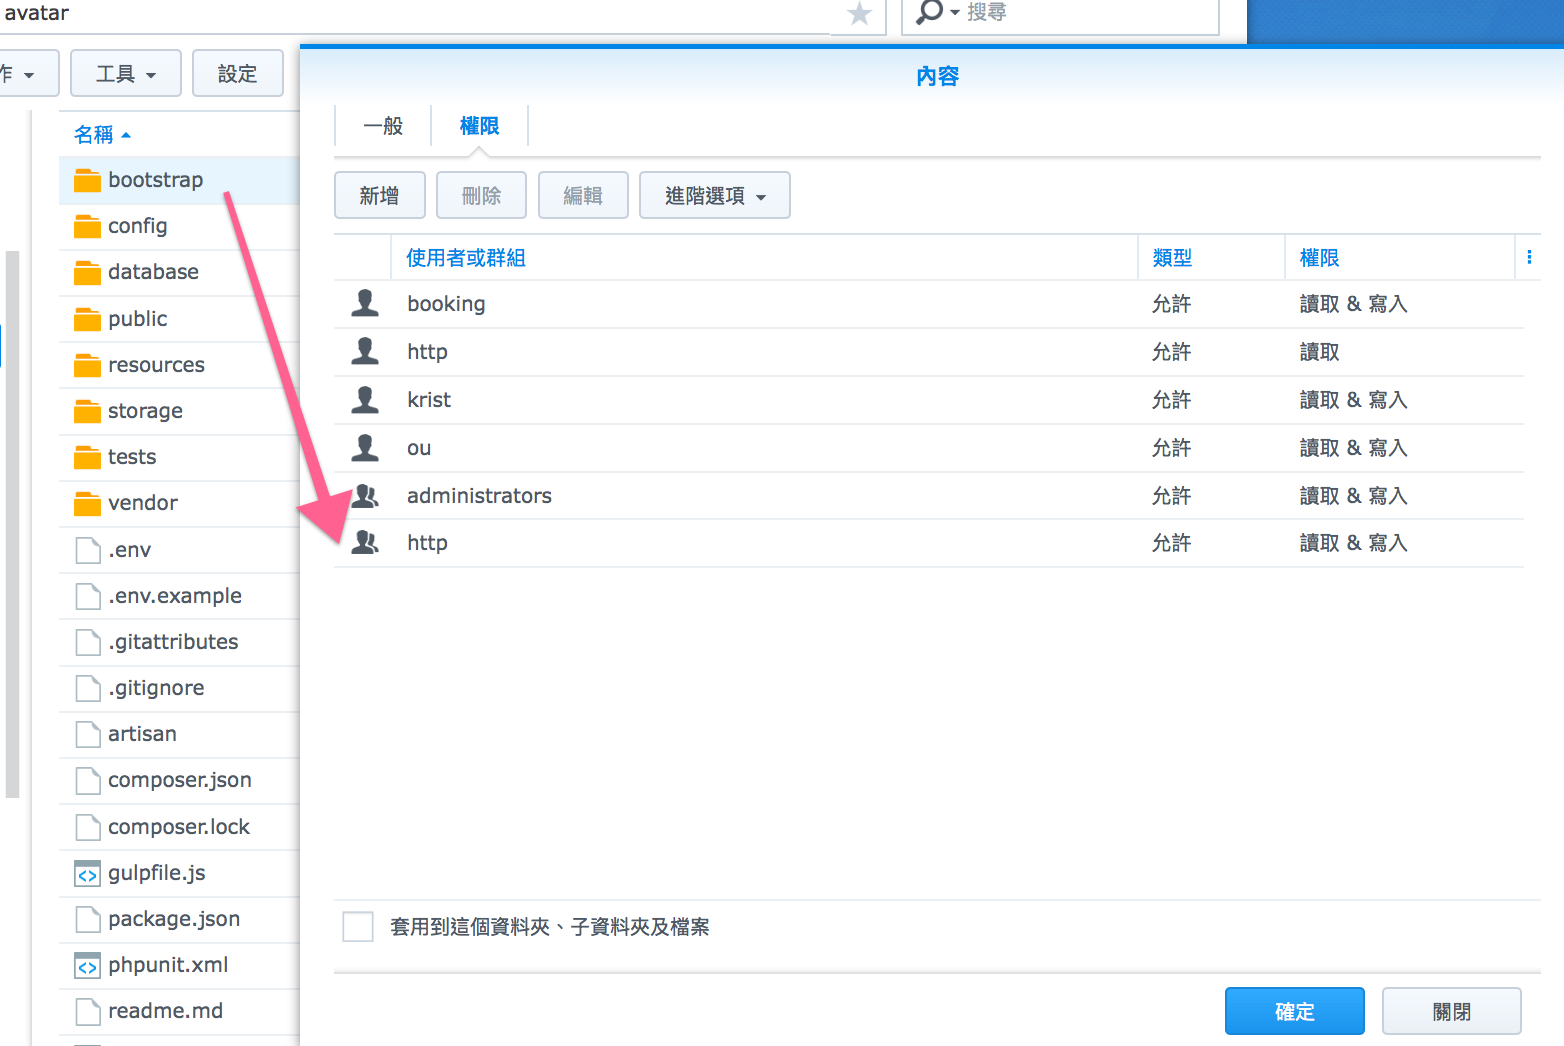 avatar
搜尋
作
工具
設定
內容
名稱
bootstrap
config
database
public
resources
storage
tests
vendor
.env
.env.example
.gitattributes
.gitignore
artisan
composer.json
composer.lock
gulpfile.js
package.json
phpunit.xml
readme.md
一般
權限
新增
刪除
編輯
進階選項
使用者或群組 類型 權限
booking 允許 讀取 & 寫入
http 允許 讀取
krist 允許 讀取 & 寫入
ou 允許 讀取 & 寫入
administrators 允許 讀取 & 寫入
http 允許 讀取 & 寫入
套用到這個資料夾、子資料夾及檔案
確定
關閉